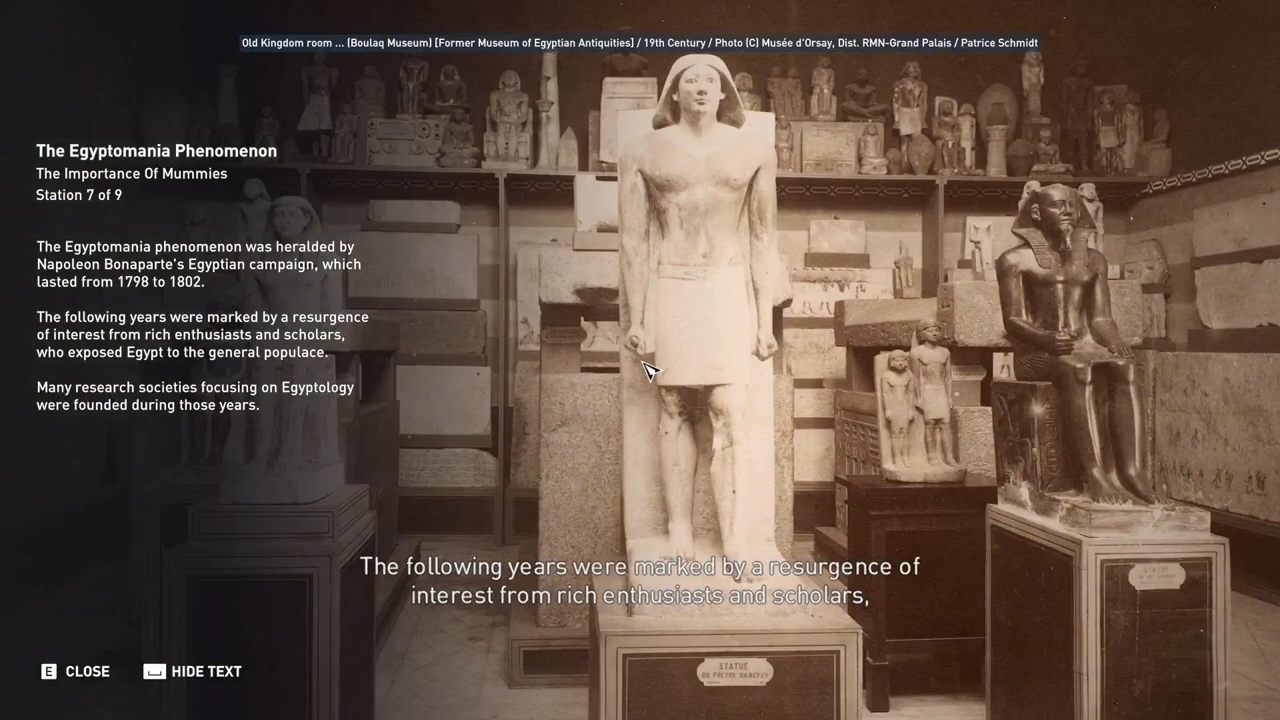 Old Kingdom room ... (Boulaq Museum) [Former Museum of Egyptian Antiquities] / 19th Century / Photo (C) Musée d'Orsay, Dist. RMN-Grand Palais / Patrice Schmidt
The Egyptomania Phenomenon
The Importance Of Mummies
Station 7 of 9
The Egyptomania phenomenon was heralded by
Napoleon Bonaparte's Egyptian campaign, which
lasted from 1798 to 1802.
The following years were marked by a resurgence
of interest from rich enthusiasts and scholars,
who exposed Egypt to the general populace.
Many research societies focusing on Egyptology
were founded during those years.
The following years were marked by a resurgence of
interest from rich enthusiasts and scholars,
STATUE
E CLOSE
HIDE TEXT